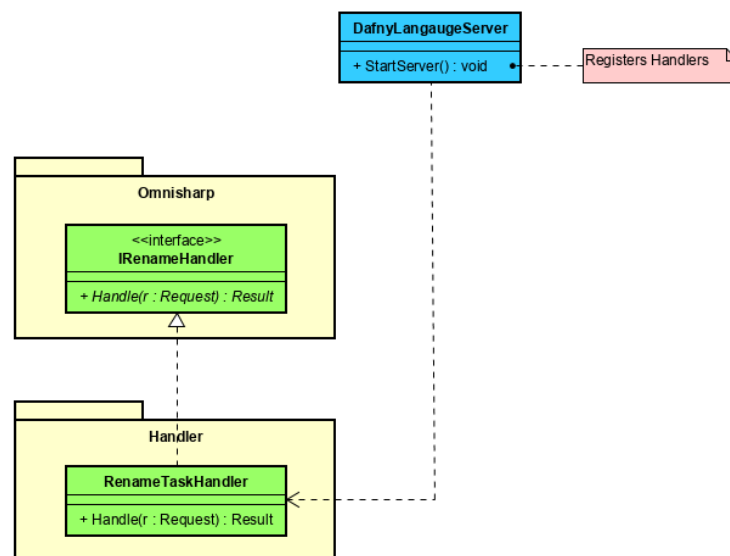 DafnyLangaugeServer
+ StartServer() : void
Registers Handlers
Omnisharp
<<interface>>
IRenameHandler
+ Handle(r : Request) : Result
Handler
RenameTaskHandler
+ Handle(r : Request) : Result